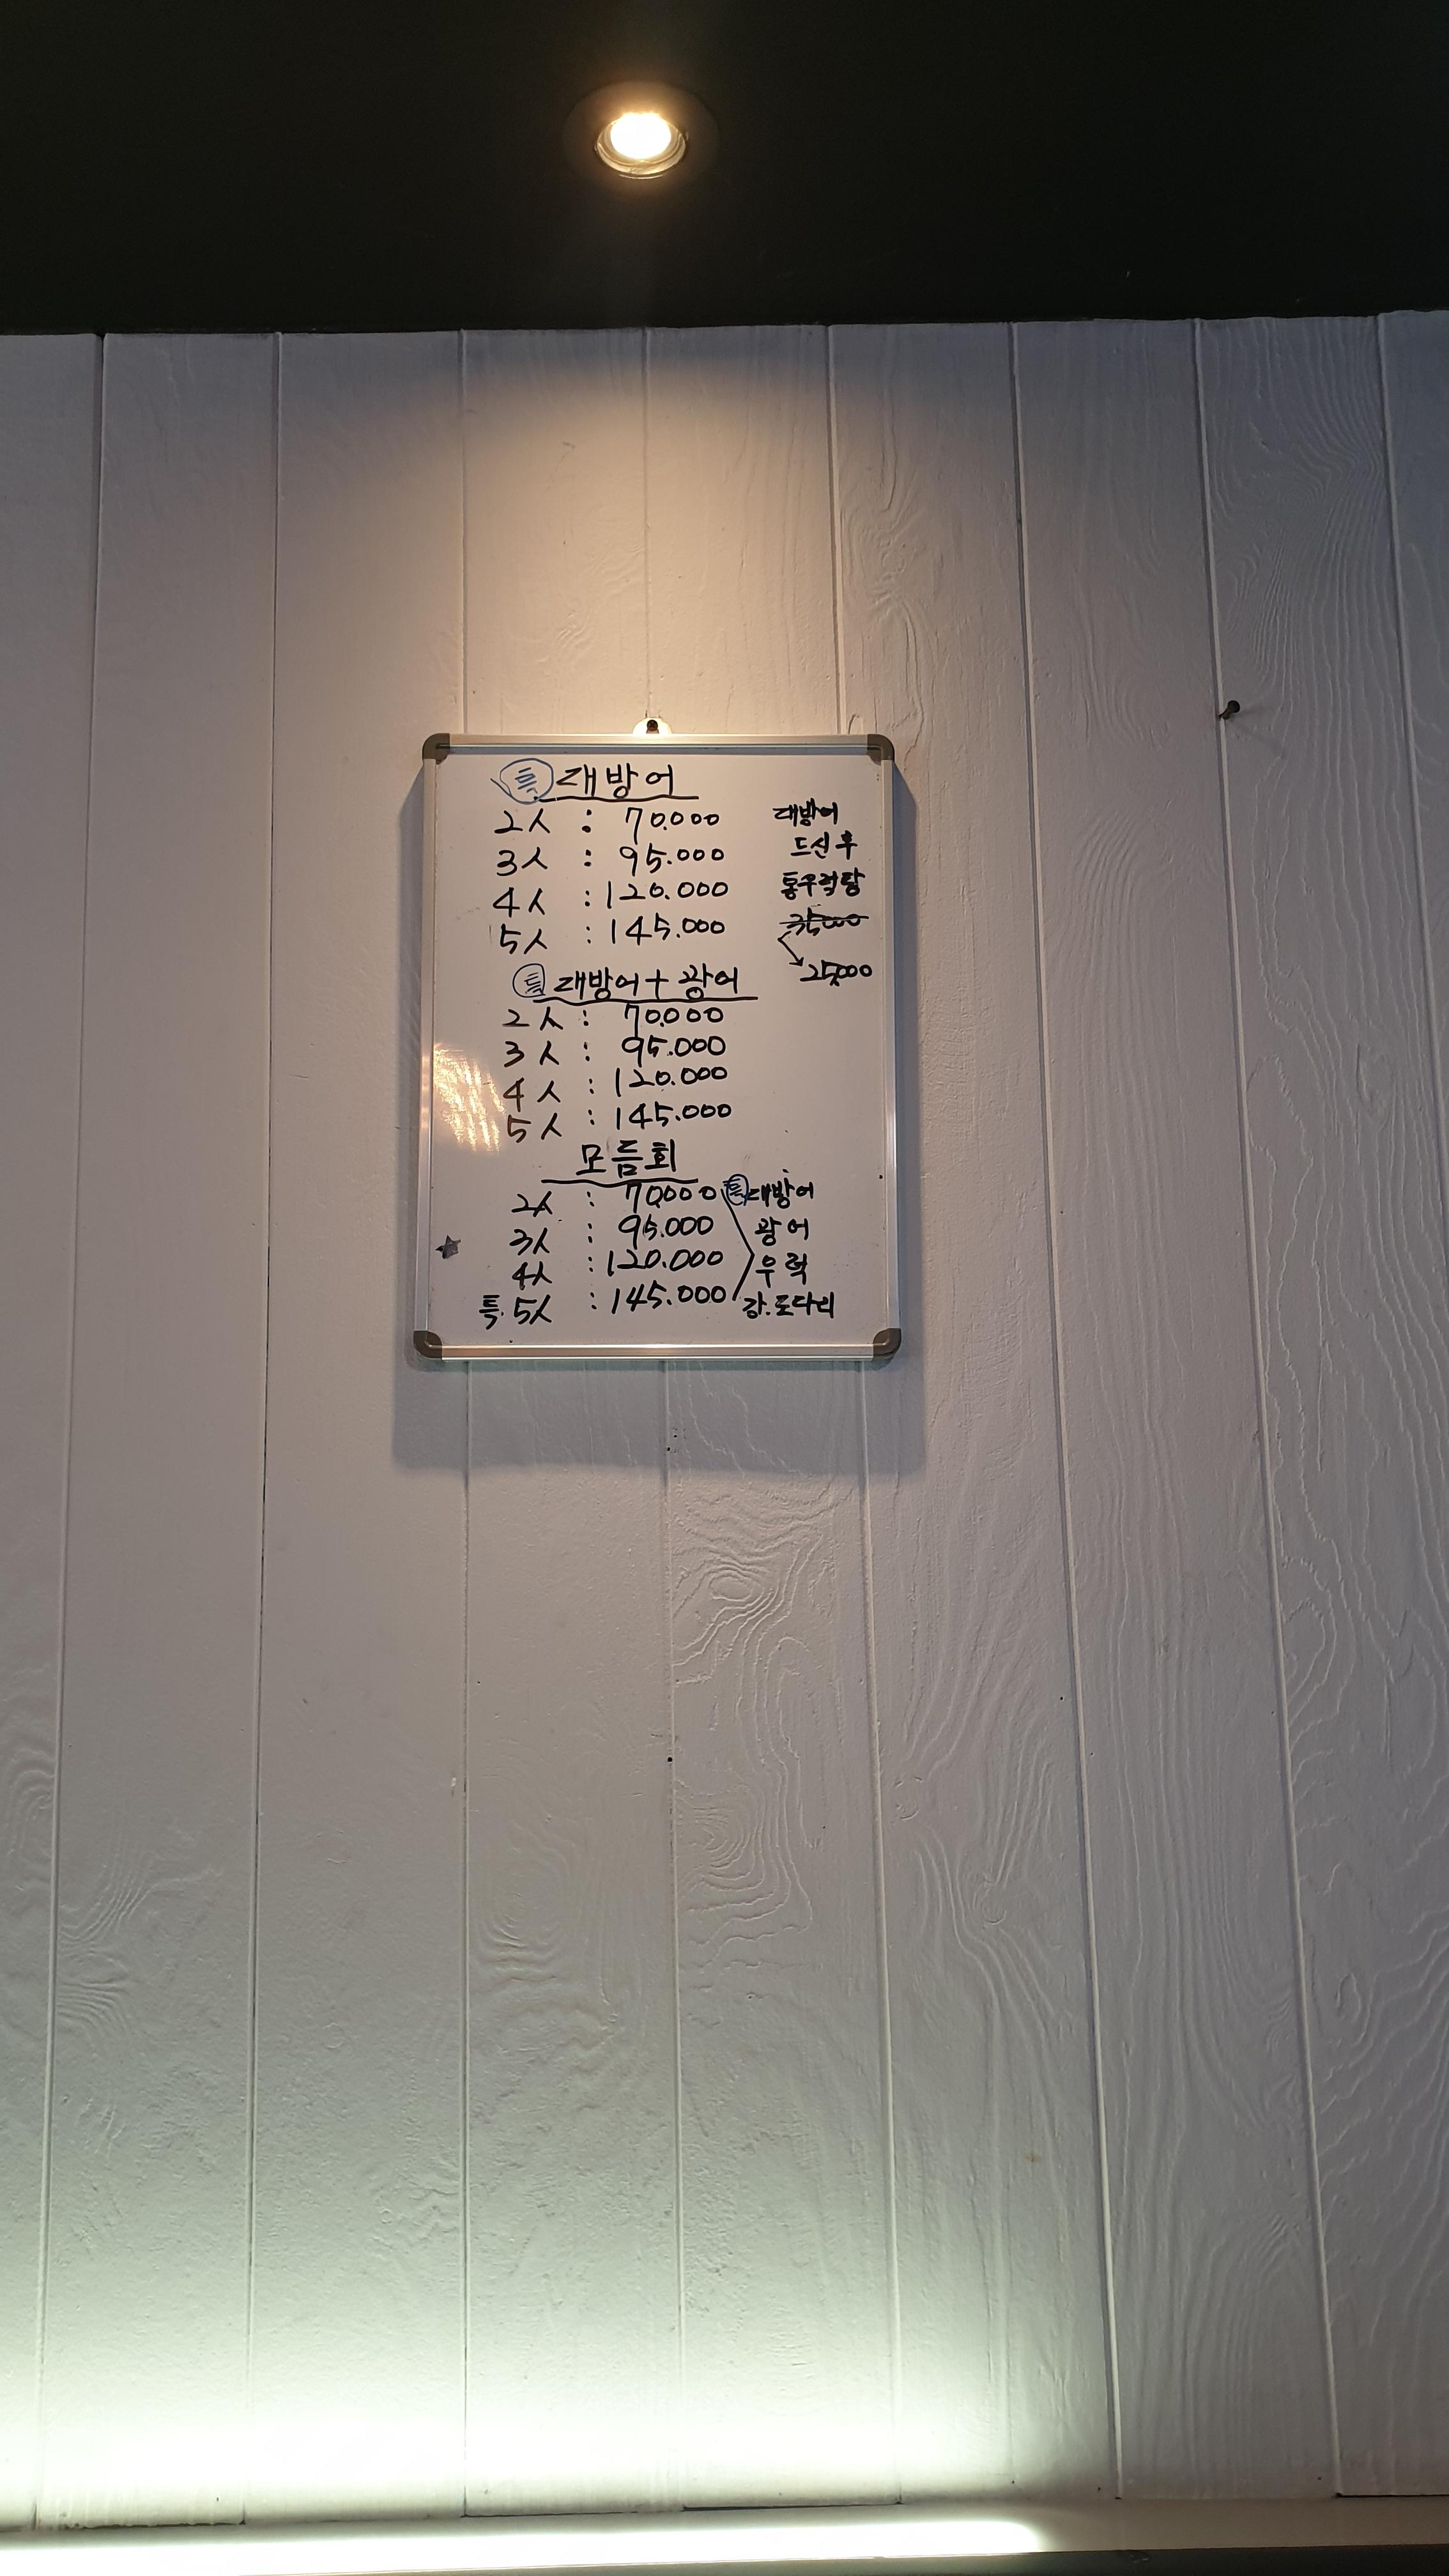 특 대방어
2人 : 70.000
3人 : 95.000
4人 : 120.000
5人 : 145.000
대방어
드신 후
통우럭탕
35000
25,000
특 대방어 + 광어
2人 : 70.000
3人 : 95.000
4人 : 120.000
5人 : 145.000
모듬회
2人 : 70.000
3人 : 95.000
4人 : 120.000
특. 5人 : 145.000
특 대방어
광어
우럭
강.도다리